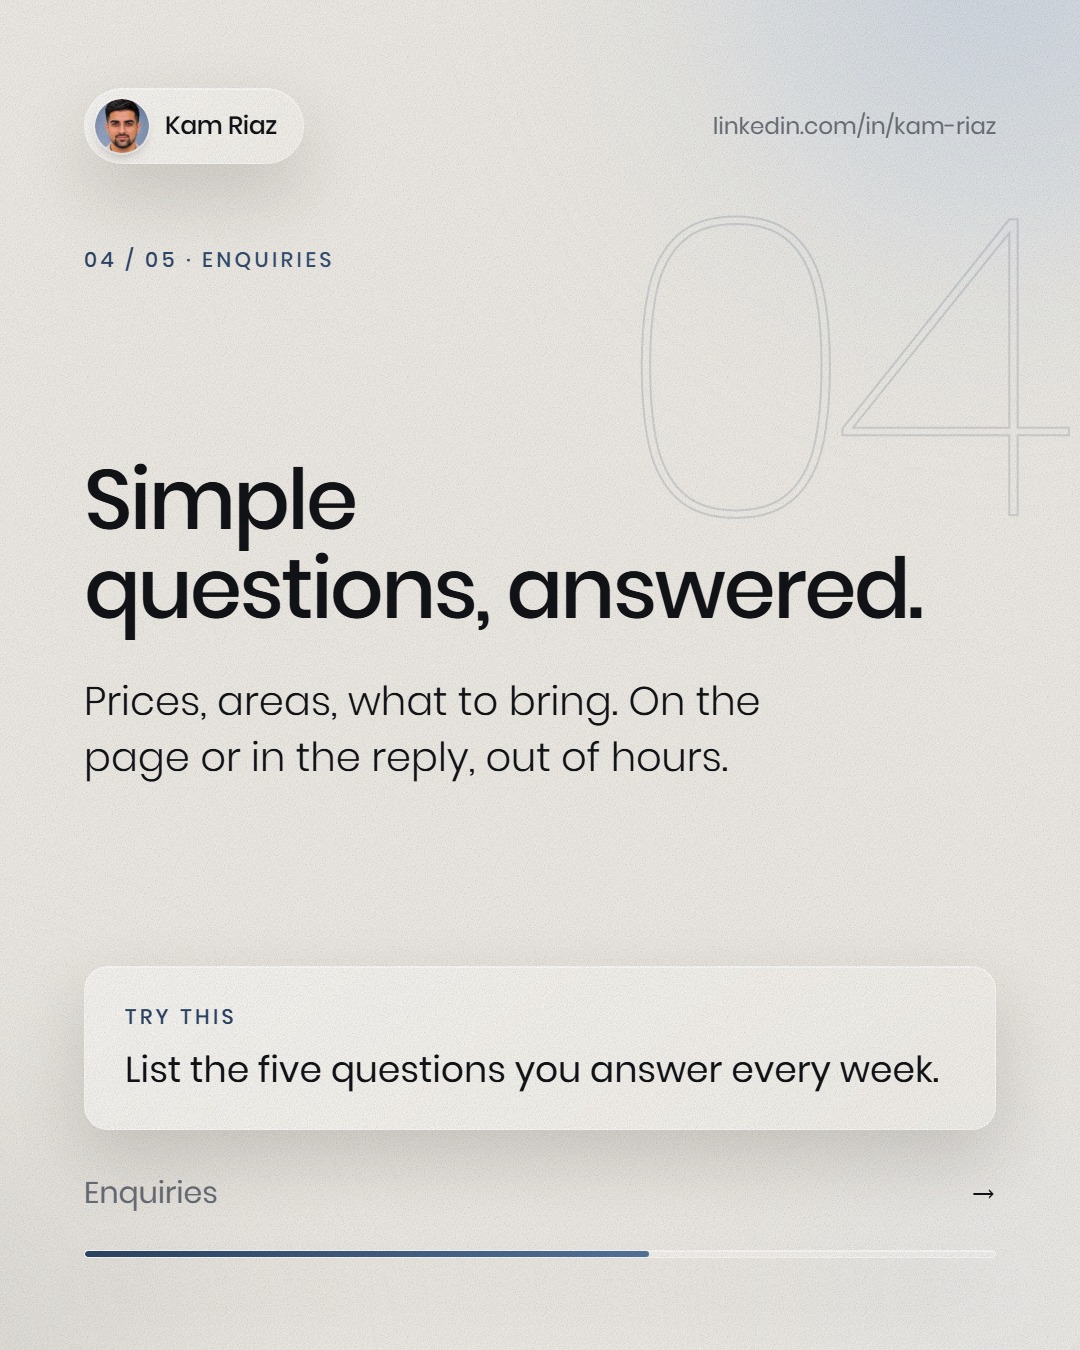 Kam Riaz
linkedin.com/in/kam-riaz
04 / 05 · ENQUIRIES
04
Simple
questions, answered.
Prices, areas, what to bring. On the
page or in the reply, out of hours.
TRY THIS
List the five questions you answer every week.
Enquiries →